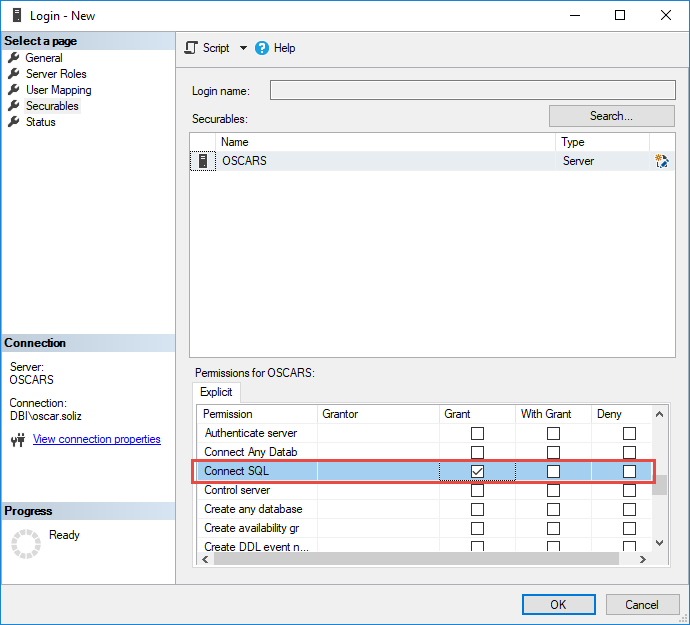 Login - New
Select a page
General
Server Roles
User Mapping
Securables
Status
Connection
Server:
OSCARS
Connection:
DBI\oscar.soliz
View connection properties
Progress
Ready
Script Help
Login name:
Securables:
Search...
Name Type
OSCARS Server
Permissions for OSCARS:
Explicit
Permission Grantor Grant With Grant Deny
Authenticate server
Connect Any Datab
Connect SQL
Control server
Create any database
Create availability gr
Create DDL event n...
OK Cancel